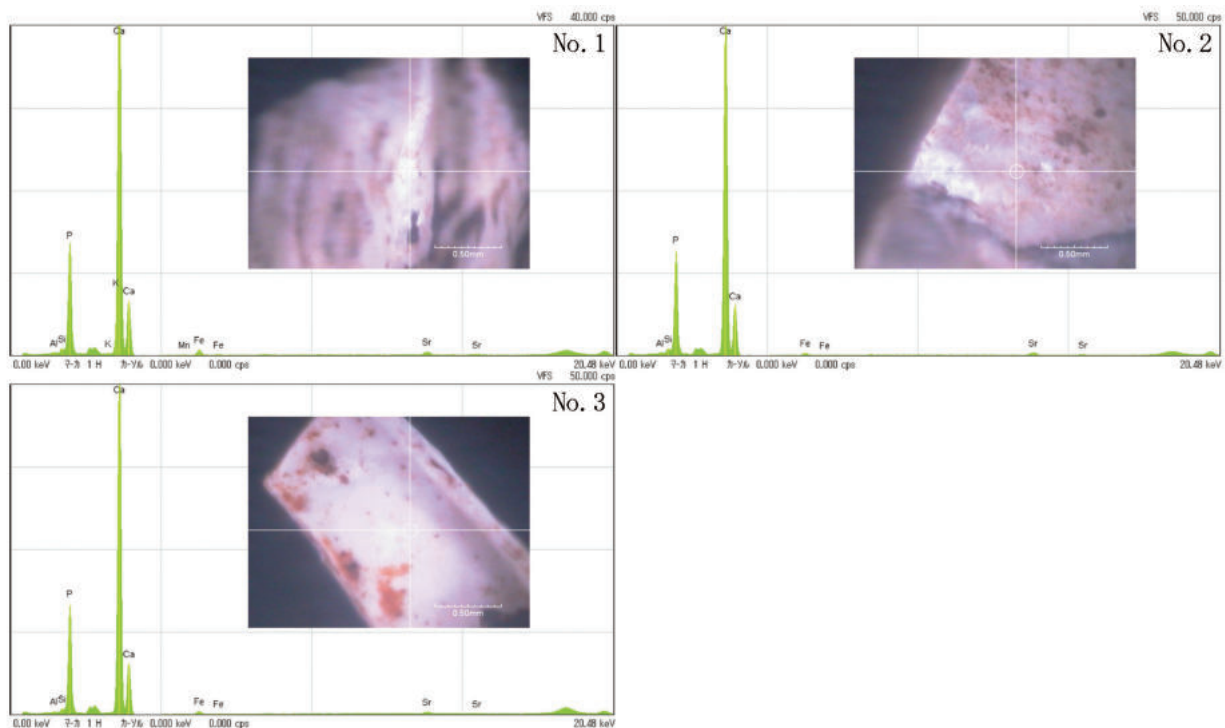 VFS 40.000 cps
No. 1
Ca
P
K
Ca
Al
Si
K
Mn
Fe
Fe
Sr
Sr
0.50mm
0.00 keV マーカ 1 H カーソル 0.000 keV 0.000 cps 20.48 keV
VFS 50.000 cps
No. 2
Ca
P
Ca
Al
Si
Fe
Fe
Sr
Sr
0.50mm
0.00 keV マーカ 1 H カーソル 0.000 keV 0.000 cps 20.48 keV
VFS 50.000 cps
No. 3
Ca
P
Ca
Al
Si
Fe
Fe
Sr
Sr
0.50mm
0.00 keV マーカ 1 H カーソル 0.000 keV 0.000 cps 20.48 keV